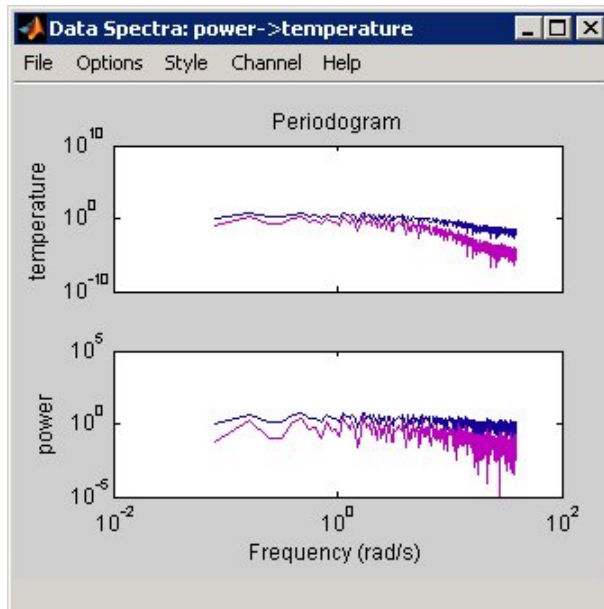 Data Spectra: power->temperature
File Options Style Channel Help
Periodogram
10^10
10^0
10^-10
temperature
10^5
10^0
10^-5
power
10^-2 10^0 10^2
Frequency (rad/s)